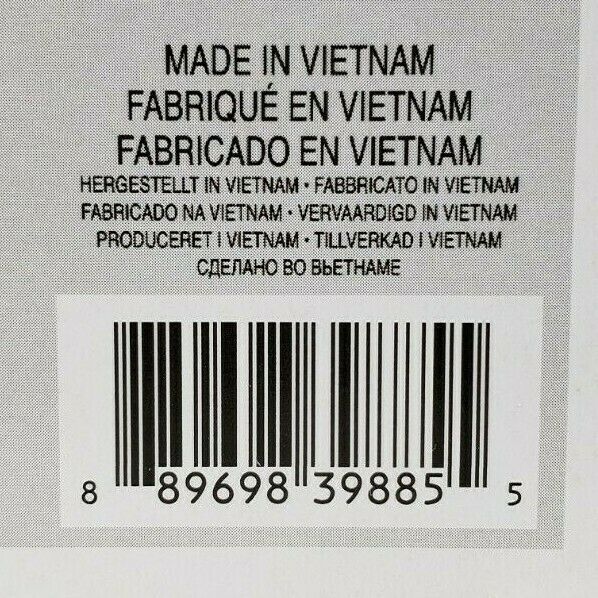 MADE IN VIETNAM
FABRIQUÉ EN VIETNAM
FABRICADO EN VIETNAM
HERGESTELLT IN VIETNAM • FABBRICATO IN VIETNAM
FABRICADO NA VIETNAM • VERVAARDIGD IN VIETNAM
PRODUCERET I VIETNAM • TILLVERKAD I VIETNAM
СДЕЛАНО ВО ВЬЕТНАМЕ
8 89698 39885 5